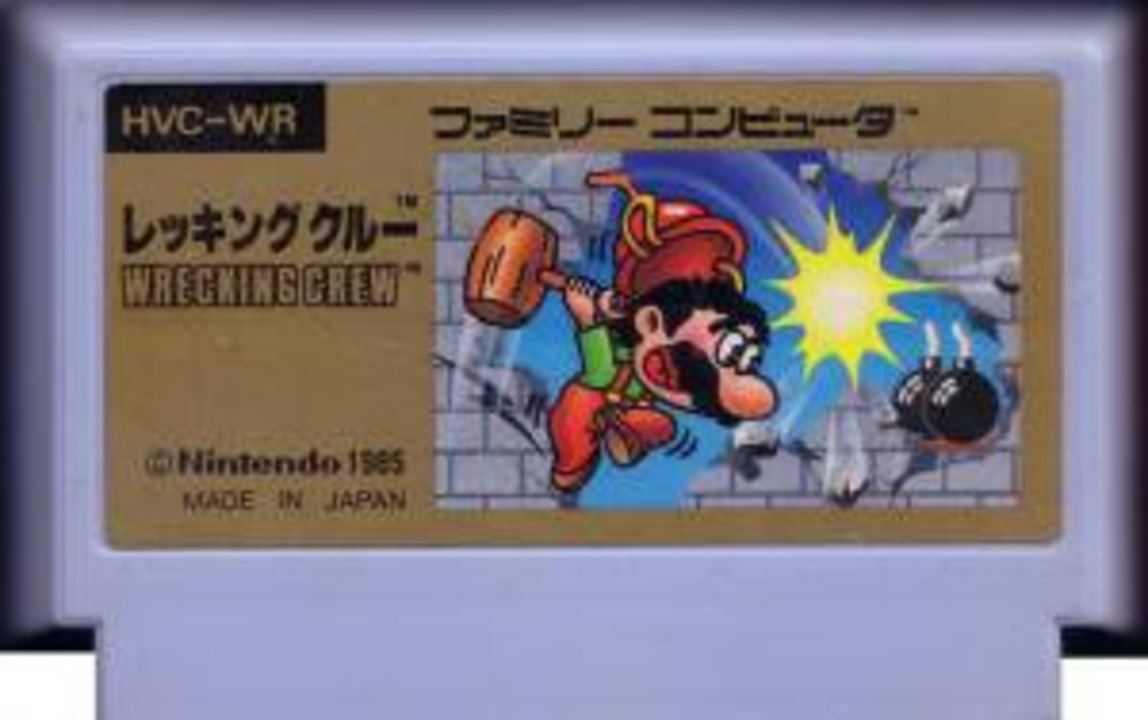 HVC-WR
ファミリー コンピュータ™
レッキングクルー™
WRECKING CREW™
©Nintendo 1985
MADE IN JAPAN